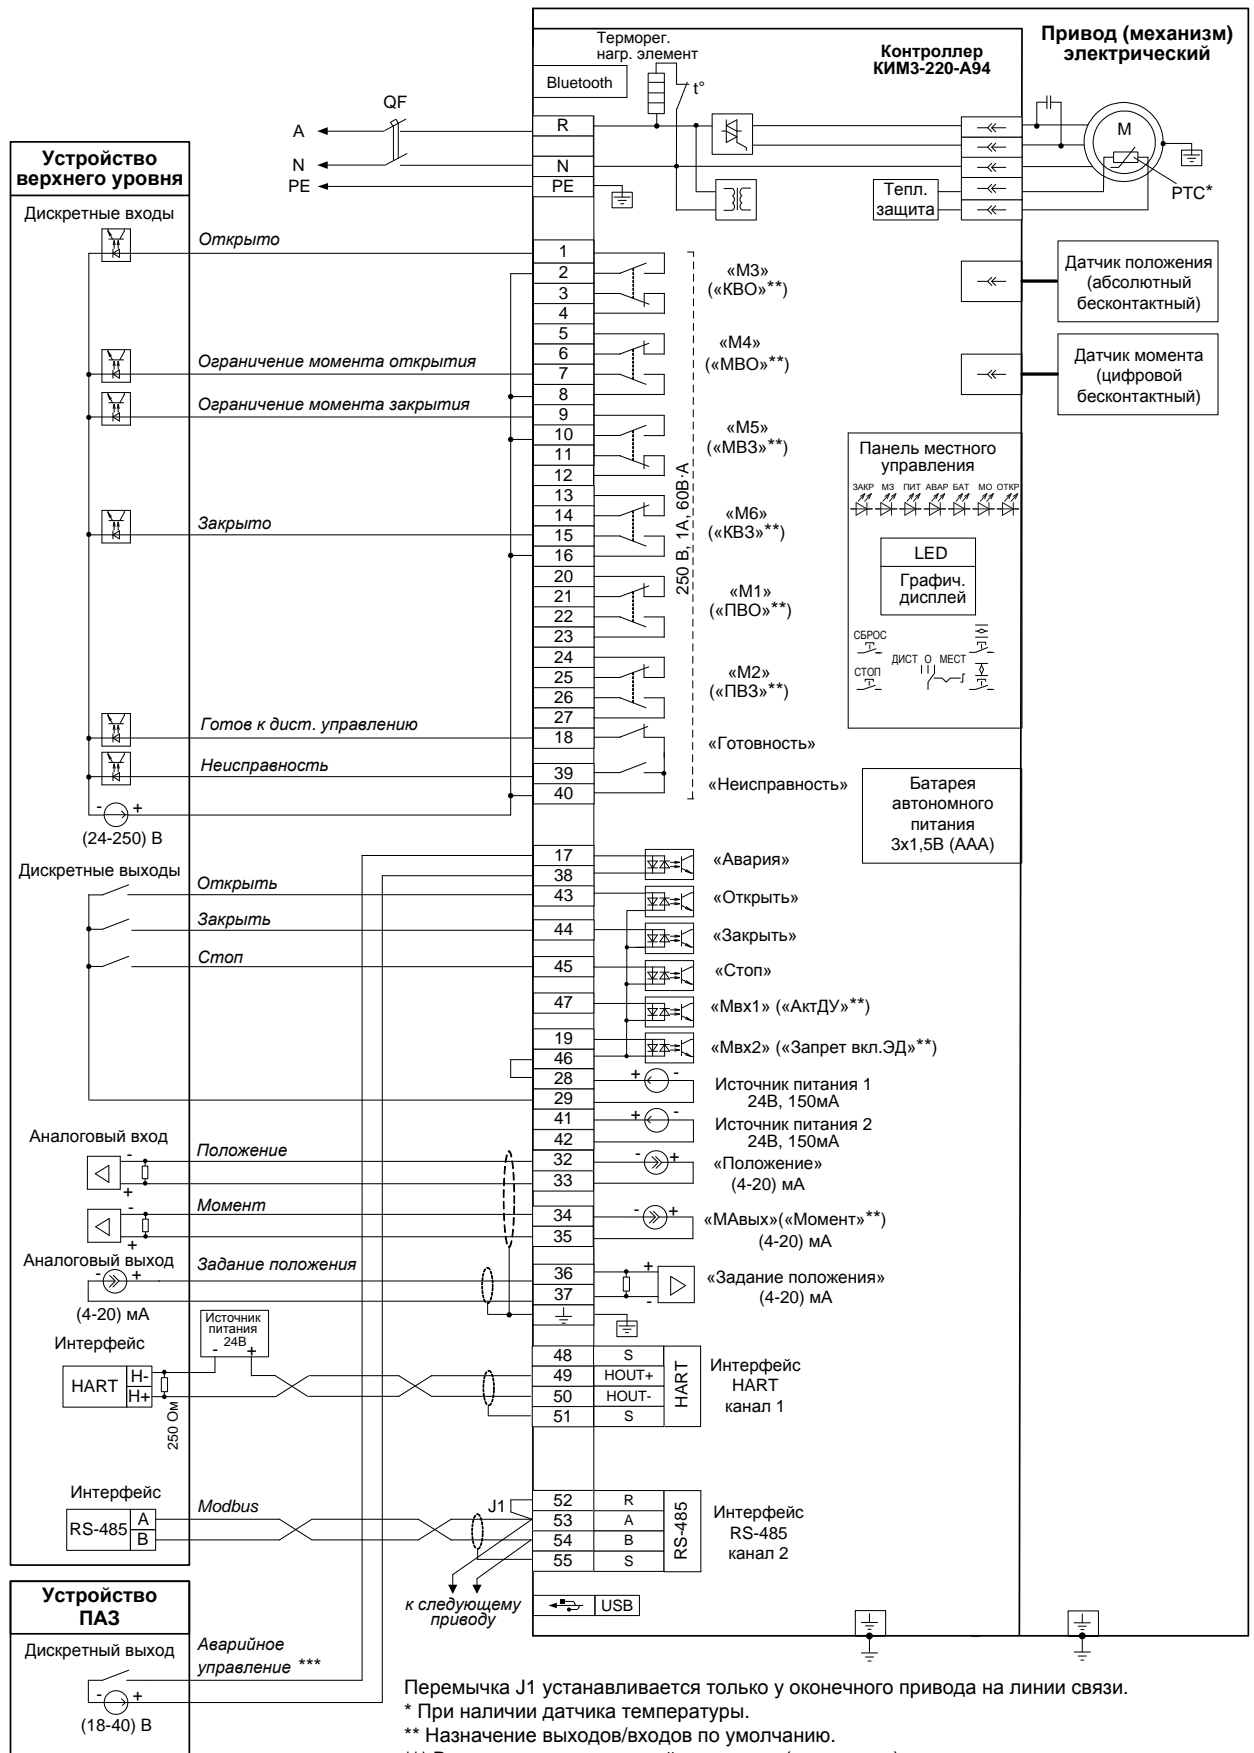 Привод (механизм)
электрический
Контроллер
КИМ3-220-А94
Терморег.
нагр. элемент
Bluetooth
t°
QF
A
N
PE
R
N
PE
M
PTC*
Тепл.
защита
Устройство
верхнего уровня
Дискретные входы
Открыто
Ограничение момента открытия
Ограничение момента закрытия
Закрыто
Готов к дист. управлению
Неисправность
- +
(24-250) В
1
2
3
4
5
6
7
8
9
10
11
12
13
14
15
16
20
21
22
23
24
25
26
27
18
39
40
«М3»
(«КВО»**)
«М4»
(«МВО»**)
«М5»
(«МВЗ»**)
«М6»
(«КВЗ»**)
«М1»
(«ПВО»**)
«М2»
(«ПВЗ»**)
«Готовность»
«Неисправность»
250 В, 1А, 60В·А
Датчик положения
(абсолютный
бесконтактный)
Датчик момента
(цифровой
бесконтактный)
Панель местного
управления
ЗАКР МЗ ПИТ АВАР БАТ МО ОТКР
LED
Графич.
дисплей
СБРОС
СТОП
ДИСТ О МЕСТ
Батарея
автономного
питания
3х1,5В (ААА)
Дискретные выходы
Открыть
Закрыть
Стоп
17
38
43
44
45
47
19
46
28
29
41
42
32
33
34
35
36
37
«Авария»
«Открыть»
«Закрыть»
«Стоп»
«Мвх1» («АктДУ»**)
«Мвх2» («Запрет вкл.ЭД»**)
+ -
Источник питания 1
24В, 150мА
+ -
Источник питания 2
24В, 150мА
- +
«Положение»
(4-20) мА
- +
«МАвых»(«Момент»**)
(4-20) мА
+
-
«Задание положения»
(4-20) мА
Аналоговый вход
-
+
Положение
-
+
Момент
Аналоговый выход
- +
(4-20) мА
Задание положения
Источник
питания
24В
- +
Интерфейс
HART
H-
H+
250 Ом
48 S
49 HOUT+
50 HOUT-
51 S
HART
Интерфейс
HART
канал 1
Интерфейс
RS-485
A
B
Modbus
J1
52 R
53 A
54 B
55 S
RS-485
Интерфейс
RS-485
канал 2
к следующему
приводу
USB
Устройство
ПАЗ
Дискретный выход
- +
(18-40) В
Аварийное
управление ***
Перемычка J1 устанавливается только у оконечного привода на линии связи.
* При наличии датчика температуры.
** Назначение выходов/входов по умолчанию.